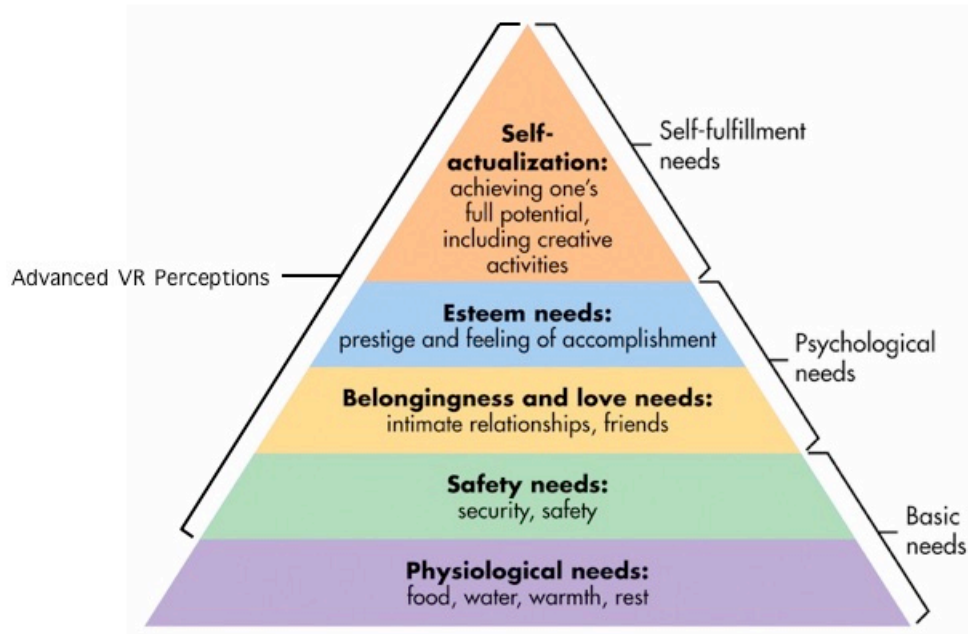 Self-
actualization:
achieving one's
full potential,
including creative
activities
Self-fulfillment
needs
Advanced VR Perceptions
Esteem needs:
prestige and feeling of accomplishment
Psychological
needs
Belongingness and love needs:
intimate relationships, friends
Safety needs:
security, safety
Basic
needs
Physiological needs:
food, water, warmth, rest